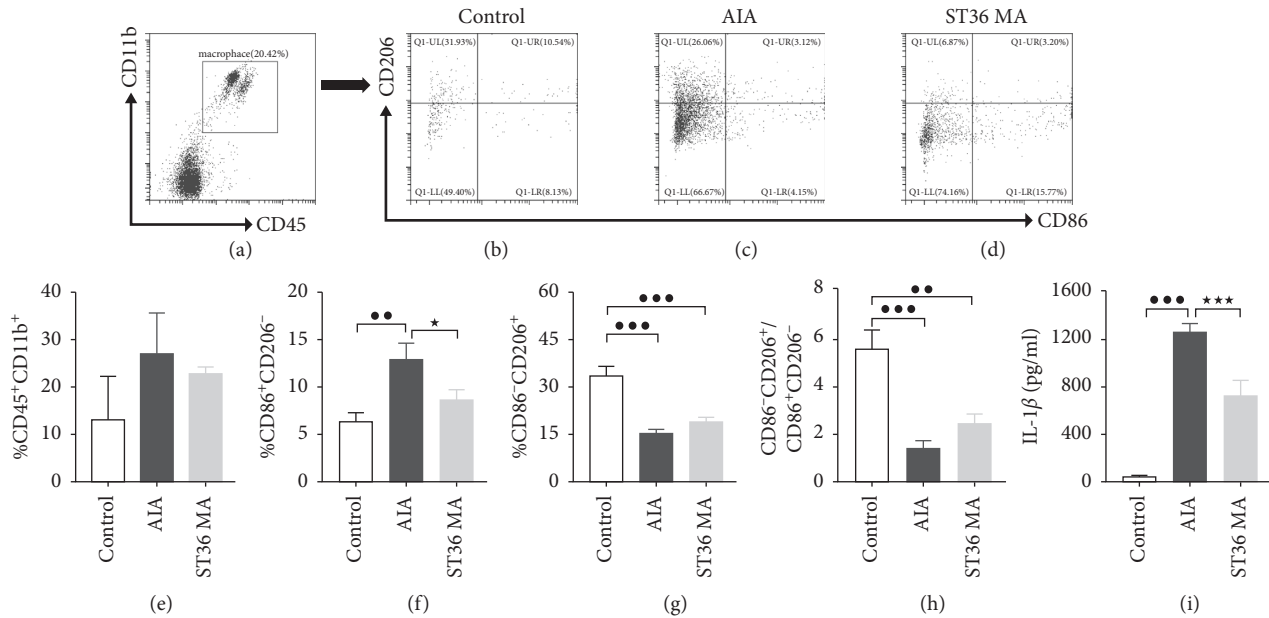 Control
AIA
ST36 MA
CD11b
macrophace(20.42%)
CD45
CD206
Q1-UL(31.93%)
Q1-UR(10.54%)
Q1-LL(49.40%)
Q1-LR(8.13%)
Q1-UL(26.06%)
Q1-UR(3.12%)
Q1-LL(66.67%)
Q1-LR(4.15%)
Q1-UL(6.87%)
Q1-UR(3.20%)
Q1-LL(74.16%)
Q1-LR(15.77%)
CD86
(a)
(b)
(c)
(d)
%CD45⁺CD11b⁺
40
30
20
10
0
Control
AIA
ST36 MA
(e)
%CD86⁺CD206⁻
20
15
10
5
0
●●
★
Control
AIA
ST36 MA
(f)
%CD86⁻CD206⁺
60
45
30
15
0
●●●
●●●
Control
AIA
ST36 MA
(g)
CD86⁻CD206⁺/
CD86⁺CD206⁻
8
6
4
2
0
●●
●●●
Control
AIA
ST36 MA
(h)
IL-1β (pg/ml)
1600
1200
800
400
0
●●●
★★★
Control
AIA
ST36 MA
(i)